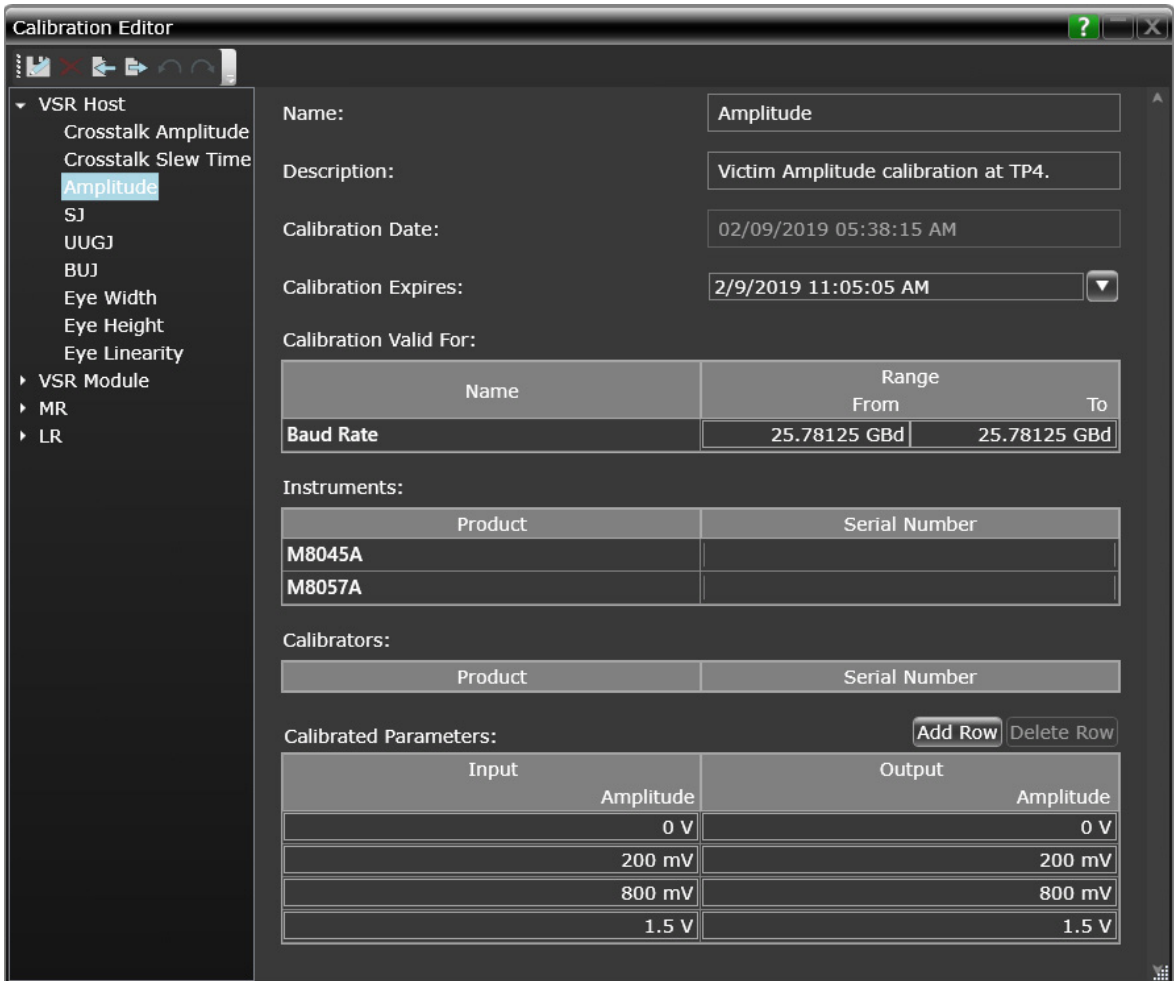 Calibration Editor
?
X
VSR Host
Crosstalk Amplitude
Crosstalk Slew Time
Amplitude
SJ
UUGJ
BUJ
Eye Width
Eye Height
Eye Linearity
VSR Module
MR
LR
Name: Amplitude
Description: Victim Amplitude calibration at TP4.
Calibration Date: 02/09/2019 05:38:15 AM
Calibration Expires: 2/9/2019 11:05:05 AM
Calibration Valid For:
Name Range
From To
Baud Rate 25.78125 GBd 25.78125 GBd
Instruments:
Product Serial Number
M8045A
M8057A
Calibrators:
Product Serial Number
Calibrated Parameters: Add Row Delete Row
Input Output
Amplitude Amplitude
0 V 0 V
200 mV 200 mV
800 mV 800 mV
1.5 V 1.5 V